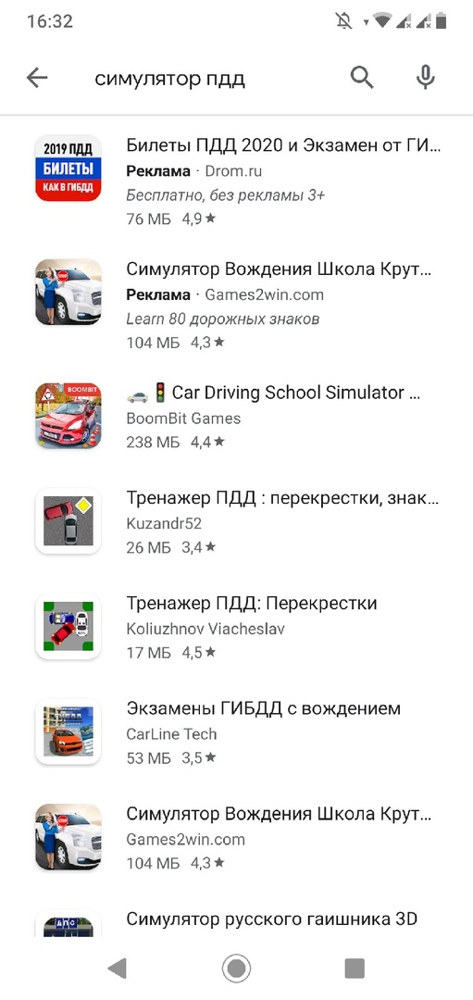 16:32
симулятор пдд
2019 ПДД
БИЛЕТЫ
КАК В ГИБДД
Билеты ПДД 2020 и Экзамен от ГИ...
Реклама · Drom.ru
Бесплатно, без рекламы 3+
76 МБ 4,9★
STOP
Симулятор Вождения Школа Крут...
Реклама · Games2win.com
Learn 80 дорожных знаков
104 МБ 4,3★
BOOMBIT
🚗🚦Car Driving School Simulator ...
BoomBit Games
238 МБ 4,4★
Тренажер ПДД : перекрестки, знак...
Kuzandr52
26 МБ 3,4★
Тренажер ПДД: Перекрестки
Koliuzhnov Viacheslav
17 МБ 4,5★
Экзамены ГИБДД с вождением
CarLine Tech
53 МБ 3,5★
STOP
Симулятор Вождения Школа Крут...
Games2win.com
104 МБ 4,3★
ДПС
Симулятор русского гаишника 3D